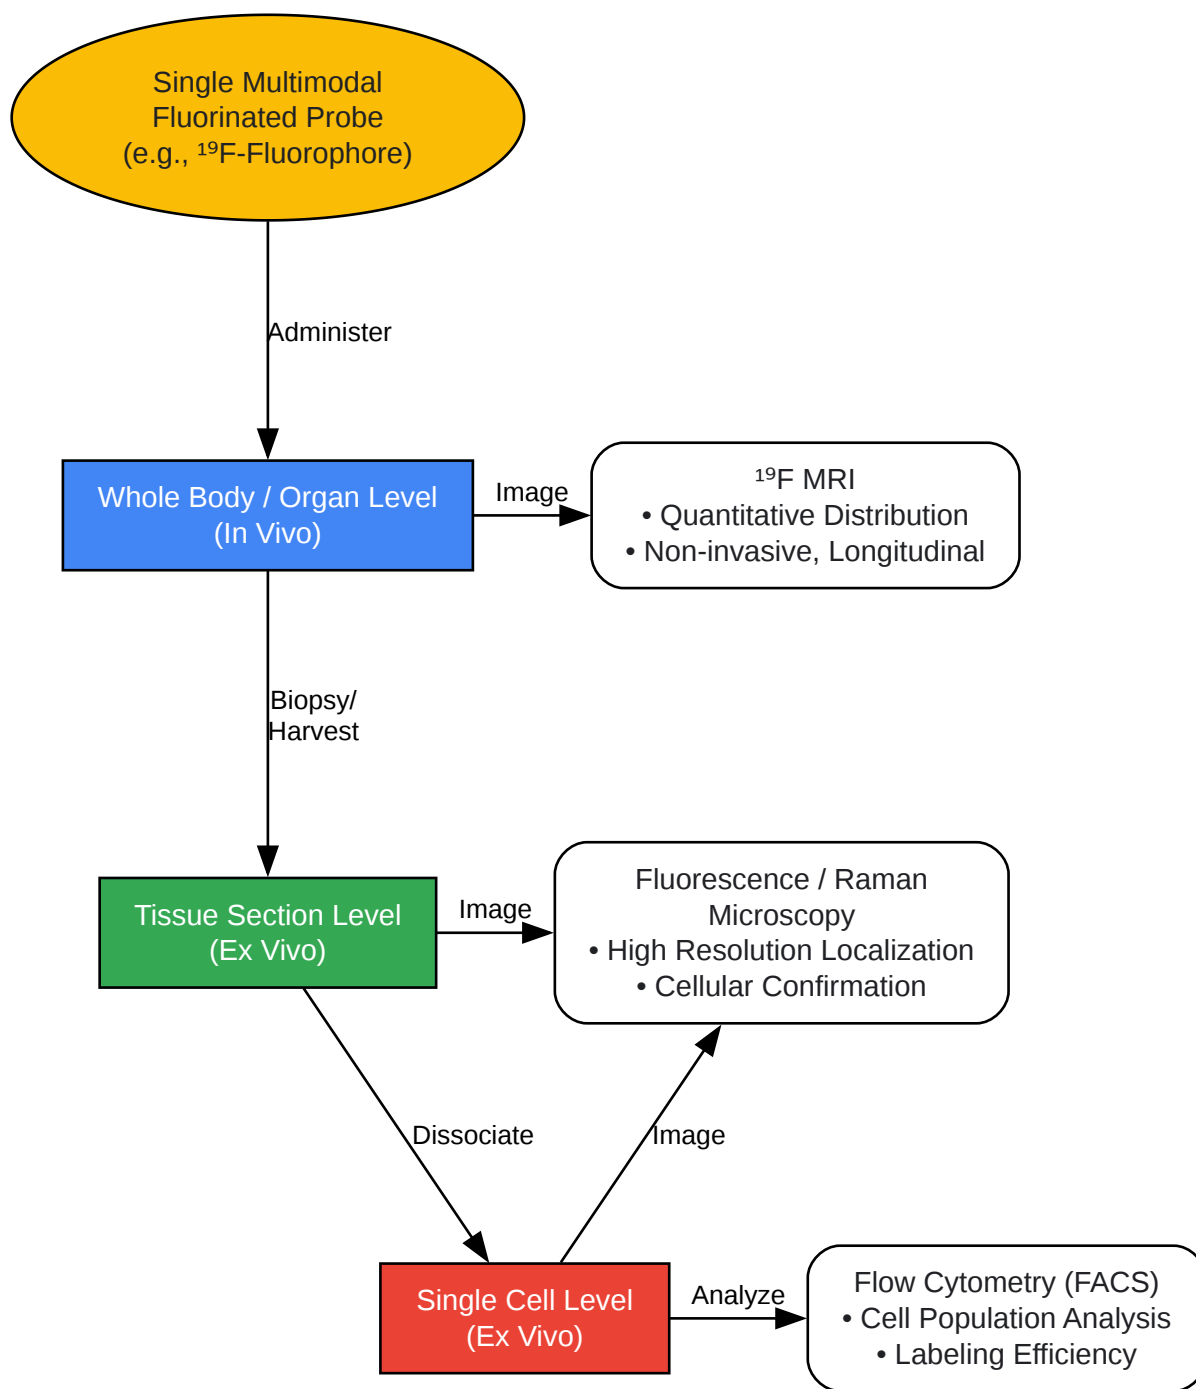 Single Multimodal
Fluorinated Probe
(e.g., ¹⁹F-Fluorophore)
Administer
Whole Body / Organ Level
(In Vivo)
Image
¹⁹F MRI
• Quantitative Distribution
• Non-invasive, Longitudinal
Biopsy/
Harvest
Tissue Section Level
(Ex Vivo)
Image
Fluorescence / Raman
Microscopy
• High Resolution Localization
• Cellular Confirmation
Dissociate
Image
Single Cell Level
(Ex Vivo)
Analyze
Flow Cytometry (FACS)
• Cell Population Analysis
• Labeling Efficiency